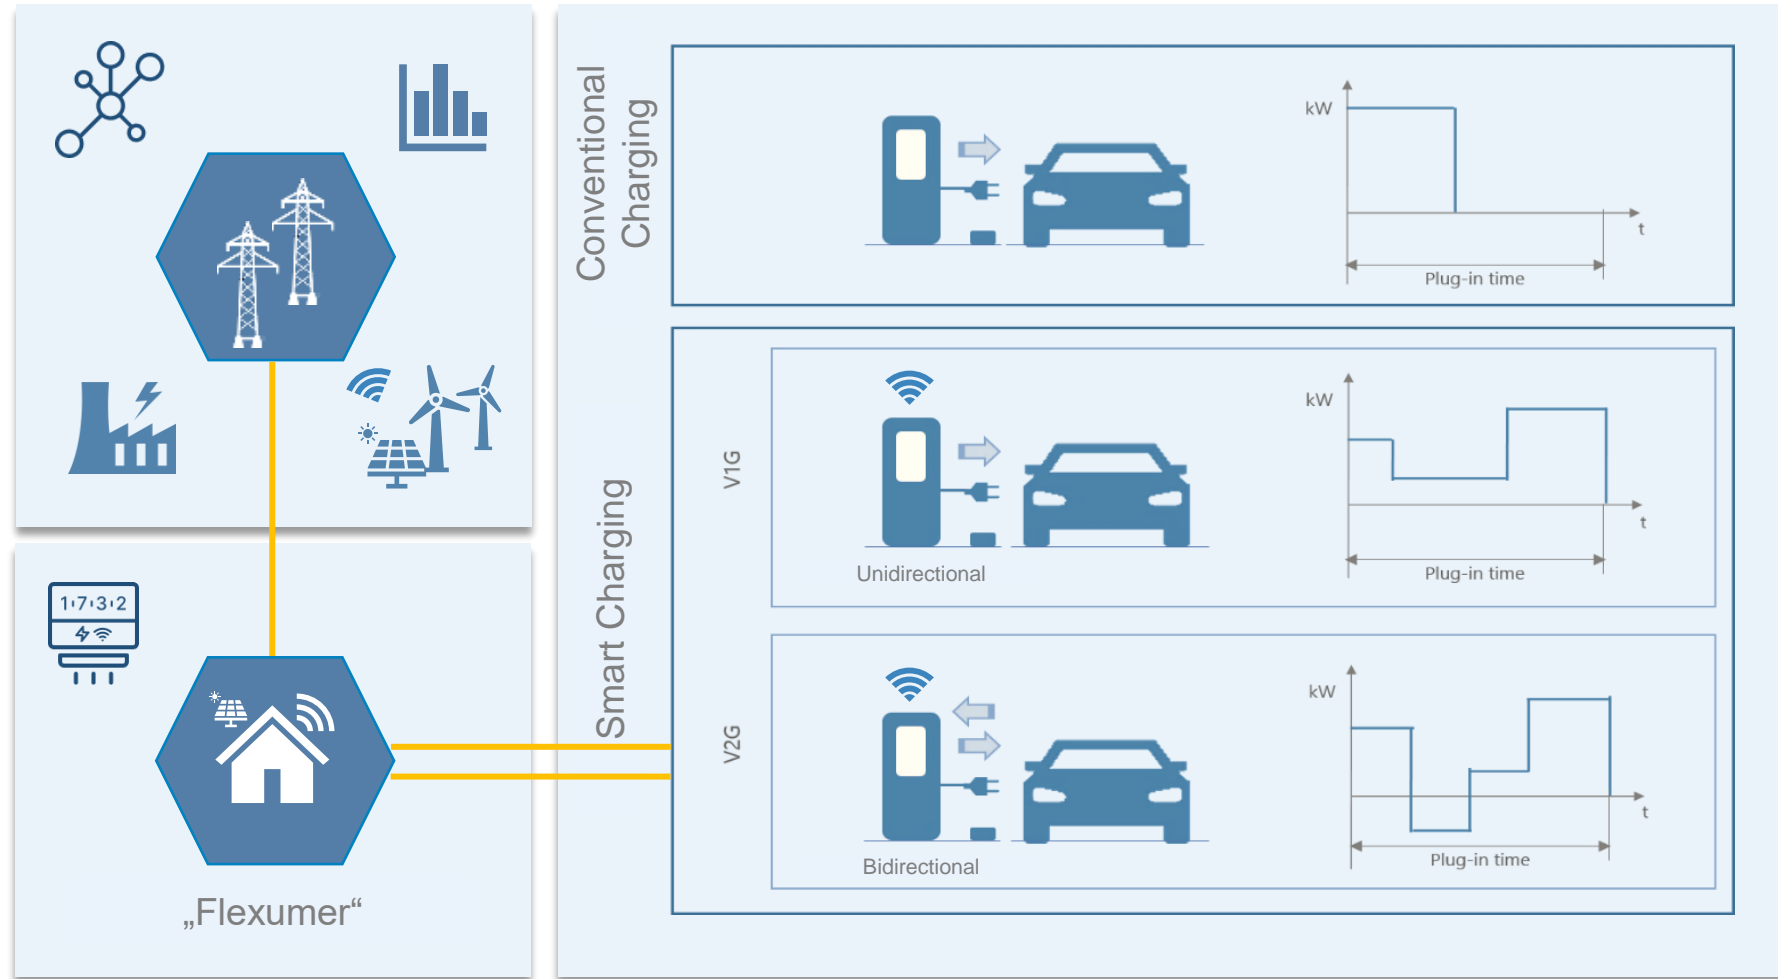 1 7 3 2
„Flexumer“
Conventional
Charging
kW
t
Plug-in time
Smart Charging
V1G
Unidirectional
kW
t
Plug-in time
V2G
Bidirectional
kW
t
Plug-in time